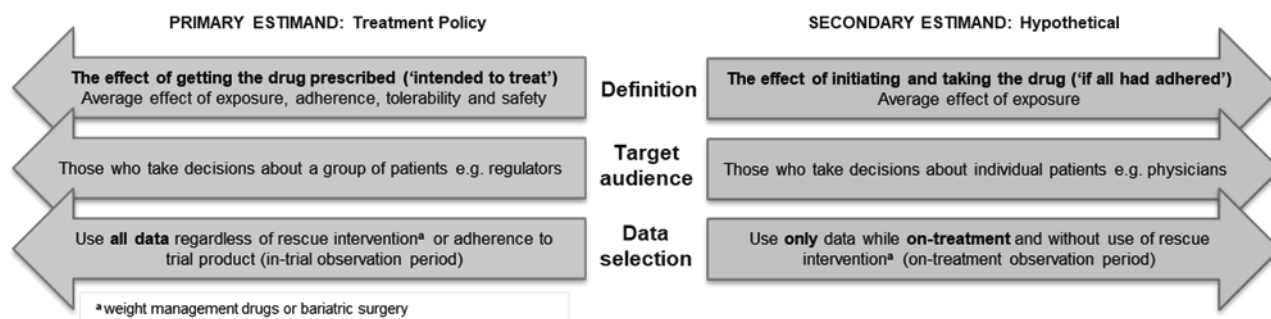 PRIMARY ESTIMAND: Treatment Policy
SECONDARY ESTIMAND: Hypothetical
The effect of getting the drug prescribed (‘intended to treat’)
Average effect of exposure, adherence, tolerability and safety
Definition
The effect of initiating and taking the drug (‘if all had adhered’)
Average effect of exposure
Those who take decisions about a group of patients e.g. regulators
Target
audience
Those who take decisions about individual patients e.g. physicians
Use all data regardless of rescue interventionᵃ or adherence to
trial product (in-trial observation period)
Data
selection
Use only data while on-treatment and without use of rescue
interventionᵃ (on-treatment observation period)
ᵃ weight management drugs or bariatric surgery